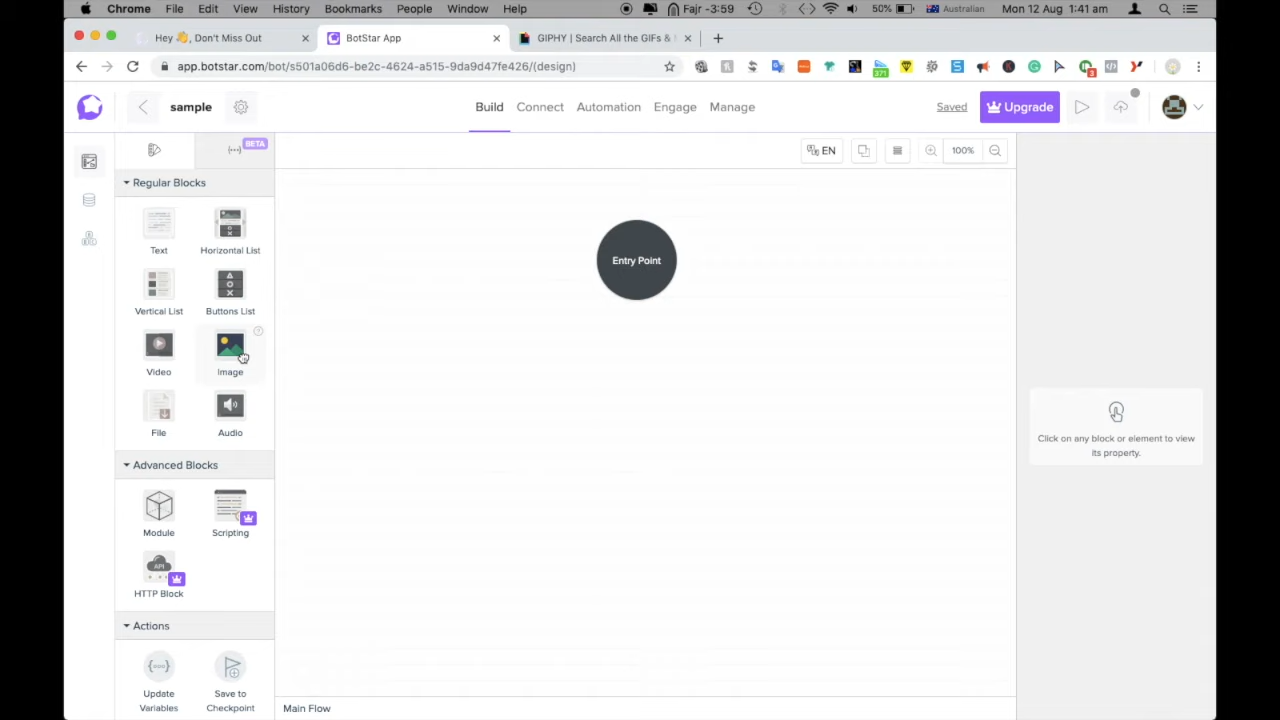 Chrome File Edit View History Bookmarks People Window Help Fajr -3:59 50% Australian Mon 12 Aug 1:41 am
Hey 👋, Don't Miss Out
BotStar App
GIPHY | Search All the GIFs &
app.botstar.com/bot/s501a06d6-be2c-4624-a515-9da9d47fe426/(design)
371
3
sample
Build Connect Automation Engage Manage
Saved
Upgrade
BETA
EN
100%
Regular Blocks
Text
Horizontal List
Vertical List
Buttons List
Video
Image
File
Audio
Advanced Blocks
Module
Scripting
API
HTTP Block
Actions
Update
Variables
Save to
Checkpoint
Entry Point
Click on any block or element to view
its property.
Main Flow